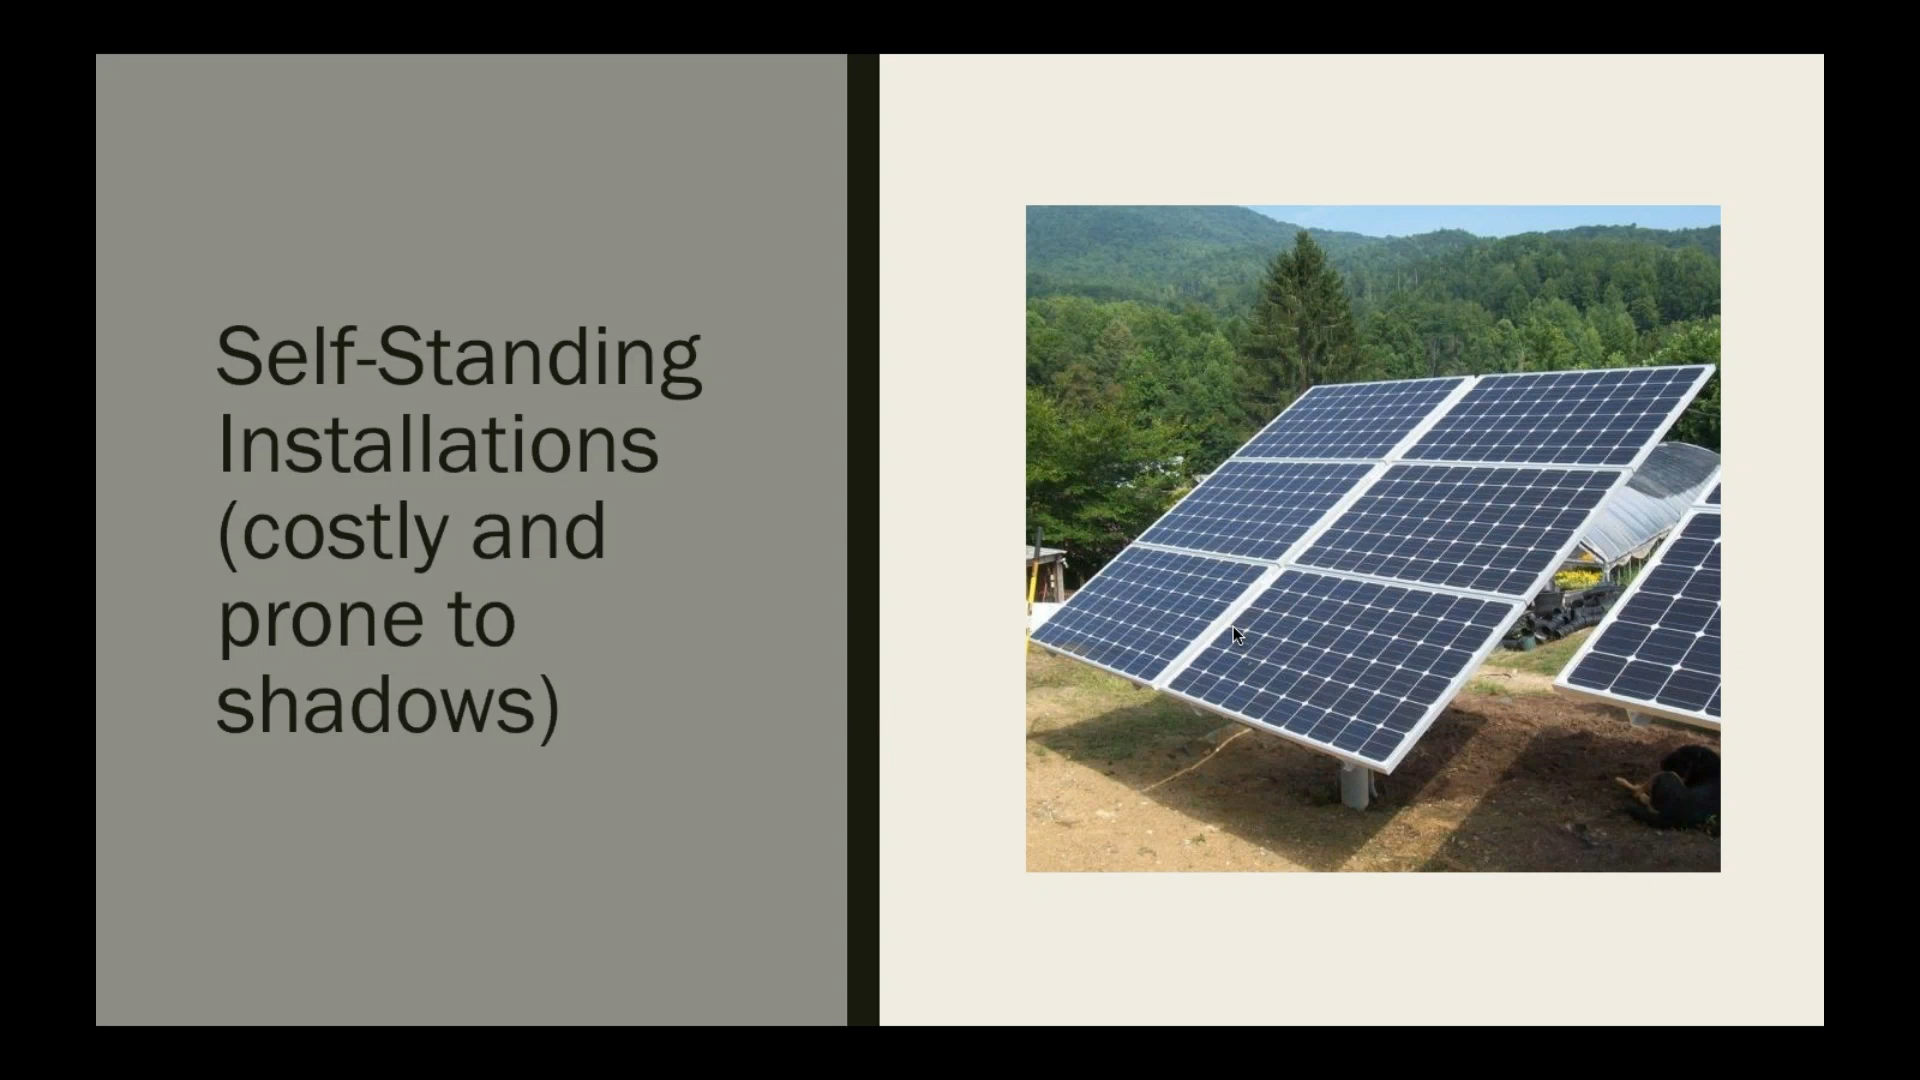 Self-Standing
Installations
(costly and
prone to
shadows)